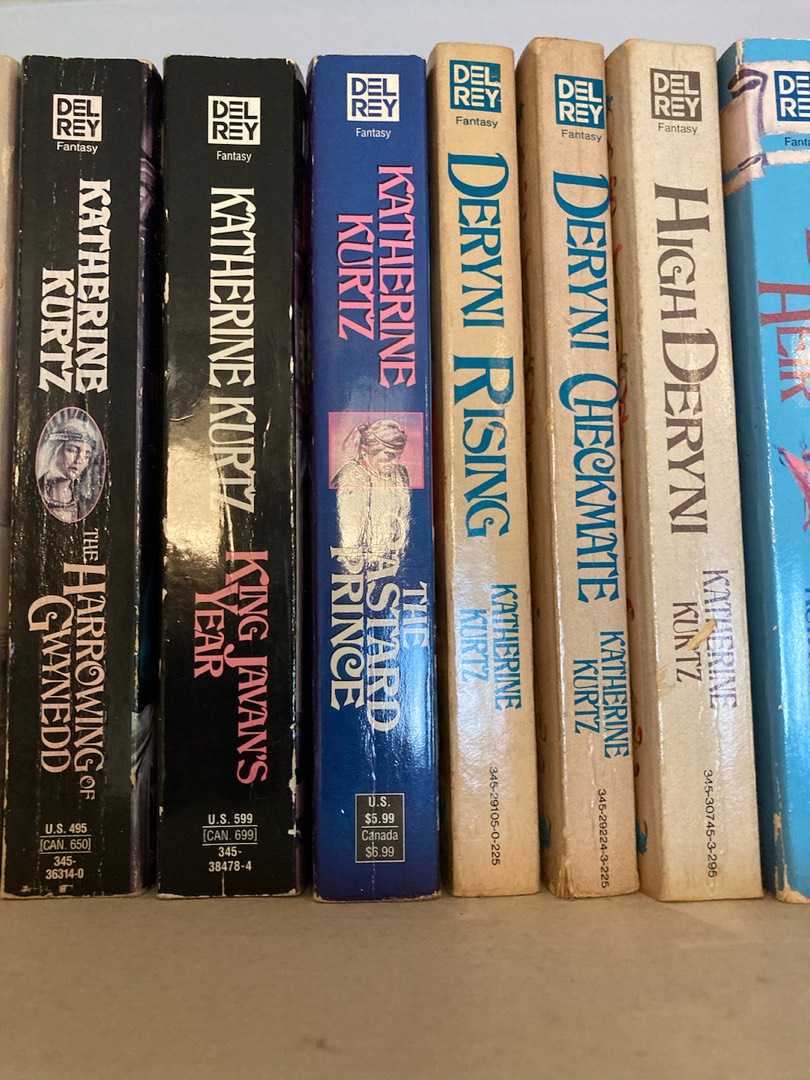 DEL
REY
Fantasy
KATHERINE
KURTZ
THE
HARROWING OF
GWYNEDD
U.S. 495
[CAN. 650]
345-
36314-0
DEL
REY
Fantasy
KATHERINE KURTZ
KING JAVAN'S
YEAR
U.S. 599
[CAN. 699]
345-
38478-4
DEL
REY
Fantasy
KATHERINE
KURTZ
THE
BASTARD
PRINCE
U.S.
$5.99
Canada
$6.99
DEL
REY
Fantasy
DERYNI RISING
KATHERINE
KURTZ
345-29105-0-225
DEL
REY
Fantasy
DERYNI CHECKMATE
KATHERINE
KURTZ
345-29224-3-225
DEL
REY
Fantasy
HIGH DERYNI
KATHERINE
KURTZ
345-30745-3-295